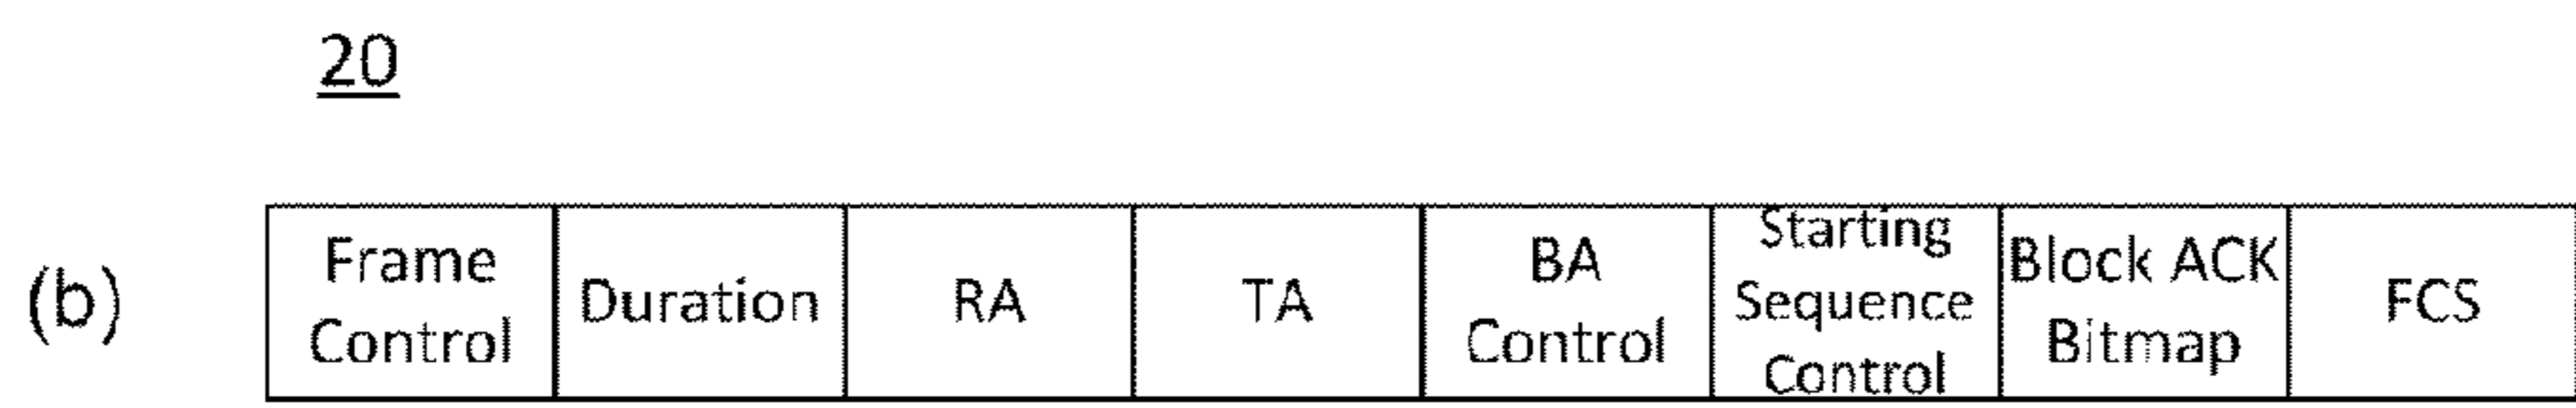 20
(b)
Frame
Control
Duration
RA
TA
BA
Control
Starting
Sequence
Control
Block ACK
Bitmap
FCS